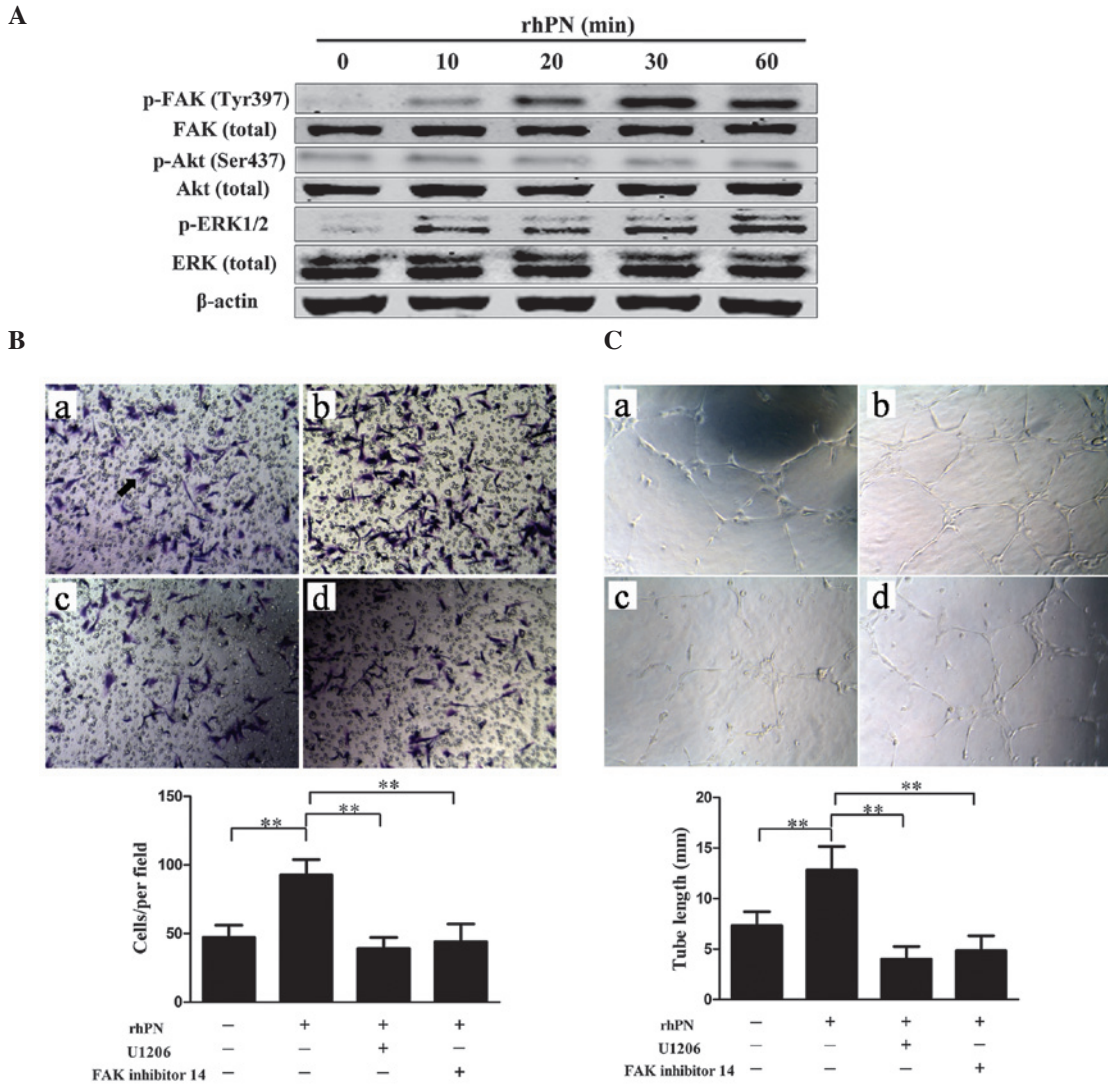 A
rhPN (min)
0 10 20 30 60
p-FAK (Tyr397)
FAK (total)
p-Akt (Ser437)
Akt (total)
p-ERK1/2
ERK (total)
β-actin
B
a b
c d
150
100
50
0
Cells/per field
** ** **
rhPN − + + +
U1206 − − + −
FAK inhibitor 14 − − − +
C
a b
c d
20
15
10
5
0
Tube length (mm)
** ** **
rhPN − + + +
U1206 − − + −
FAK inhibitor 14 − − − +